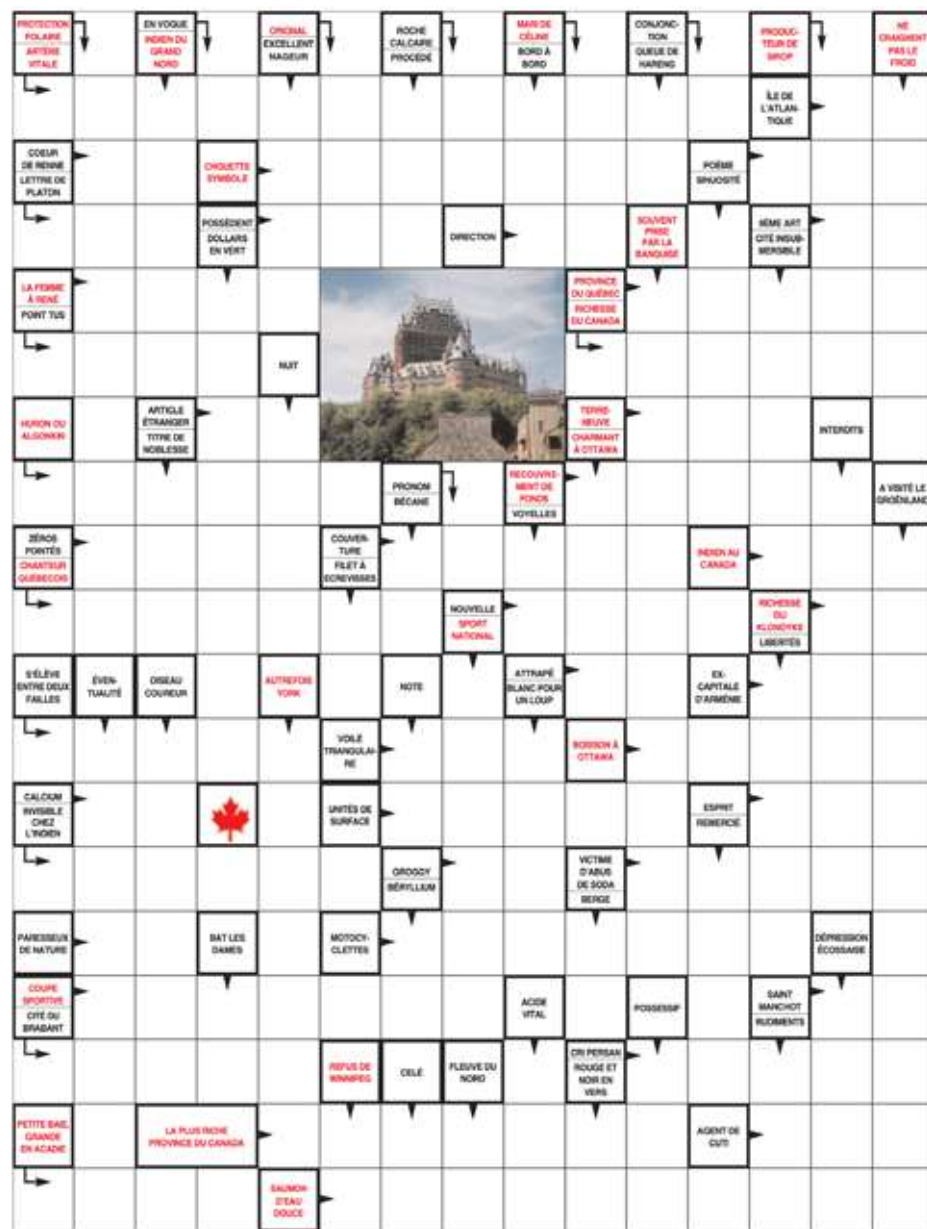 PROTECTION
POLAIRE
ARTÈRE
VITALE
EN VOGUE
INDIEN DU
GRAND
NORD
ORIGNAL
EXCELLENT
NAGEUR
ROCHE
CALCAIRE
PROCÉDÉ
MARI DE
CÉLINE
BORD À
BORD
CONJONC-
TION
QUEUE DE
HARENG
PRODUC-
TEUR DE
SIROP
NE
CRAIGNENT
PAS LE
FROID
ÎLE DE
L'ATLAN-
TIQUE
COEUR
DE RENNE
LETTRE DE
PLATON
CHOUETTE
SYMBOLE
POÈME
SINUOSITÉ
POSSÈDENT
DOLLARS
EN VERT
DIRECTION
SOUVENT
PRISE
PAR LA
BANQUISE
9ÈME ART
CITÉ INSUB-
MERSIBLE
LA FEMME
À RENÉ
POINT TUS
PROVINCE
DU QUÉBEC
RICHESSE
DU CANADA
NUIT
HURON OU
ALGONKIN
ARTICLE
ÉTRANGER
TITRE DE
NOBLESSE
TERRE-
NEUVE
CHARMANT
À OTTAWA
INTERDITS
PRONOM
BÉCANE
RECOUVRE-
MENT DE
FONDS
VOYELLES
A VISITÉ LE
GROËNLAND
ZÉROS
POINTÉS
CHANTEUR
QUÉBECOIS
COUVER-
TURE
FILET À
ECREVISSES
INDIEN AU
CANADA
NOUVELLE
SPORT
NATIONAL
RICHESSE
DU
KLONDYKE
LIBERTÉS
S'ÉLÈVE
ENTRE DEUX
FAILLES
ÉVEN-
TUALITÉ
OISEAU
COUREUR
AUTREFOIS
YORK
NOTE
ATTRAPÉ
BLANC POUR
UN LOUP
EX-
CAPITALE
D'ARMÉNIE
VOILE
TRIANGULAI-
RE
BOISSON À
OTTAWA
CALCIUM
INVISIBLE
CHEZ
L'INDIEN
UNITÉS DE
SURFACE
ESPRIT
REMERCIÉ
GROGGY
BÉRYLLIUM
VICTIME
D'ABUS
DE SODA
BERGE
PARESSEUX
DE NATURE
BAT LES
DAMES
MOTOCY-
CLETTES
DÉPRESSION
ÉCOSSAISE
COUPE
SPORTIVE
CITÉ DU
BRABANT
ACIDE
VITAL
POSSESSIF
SAINT
MANCHOT
RUDIMENTS
REFUS DE
WINNIPEG
CELÉ
FLEUVE DU
NORD
CRI PERSAN
ROUGE ET
NOIR EN
VERS
PETITE BAIE,
GRANDE
EN ACADIE
LA PLUS RICHE
PROVINCE DU CANADA
AGENT DE
CUTI
SAUMON
D'EAU
DOUCE